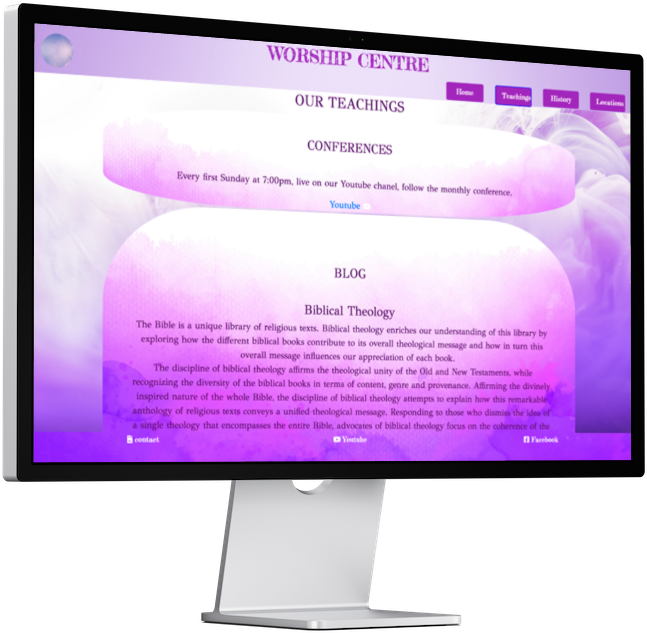 WORSHIP CENTRE
Home Teachings History Locations
OUR TEACHINGS
CONFERENCES
Every first Sunday at 7:00pm, live on our Youtube chanel, follow the monthly conference.
Youtube
BLOG
Biblical Theology
The Bible is a unique library of religious texts. Biblical theology enriches our understanding of this library by
exploring how the different biblical books contribute to its overall theological message and how in turn this
overall message influences our appreciation of each book.
The discipline of biblical theology affirms the theological unity of the Old and New Testaments, while
recognizing the diversity of the biblical books in terms of content, genre and provenance. Affirming the divinely
inspired nature of the whole Bible, the discipline of biblical theology attempts to explain how this remarkable
anthology of religious texts conveys a unified theological message. Responding to those who dismiss the idea of
a single theology that encompasses the entire Bible, advocates of biblical theology focus on the coherence of the
contact Youtube Facebook